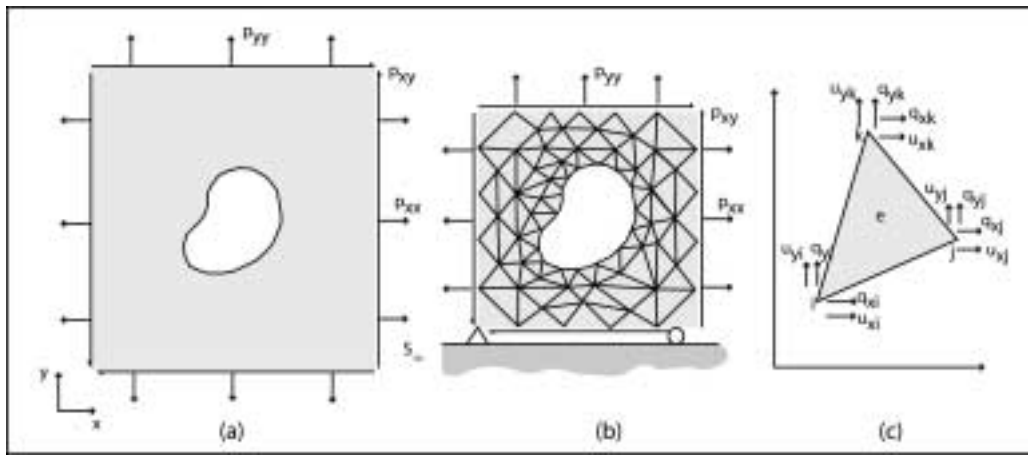 pyy
pxy
pxx
S∞
y
x
(a)
pyy
pxy
pxx
(b)
uyk qyk
qxk
k
uxk
e
uyj qyj
qxj
j
uxj
uyi qyi
qxi
i
uxi
(c)